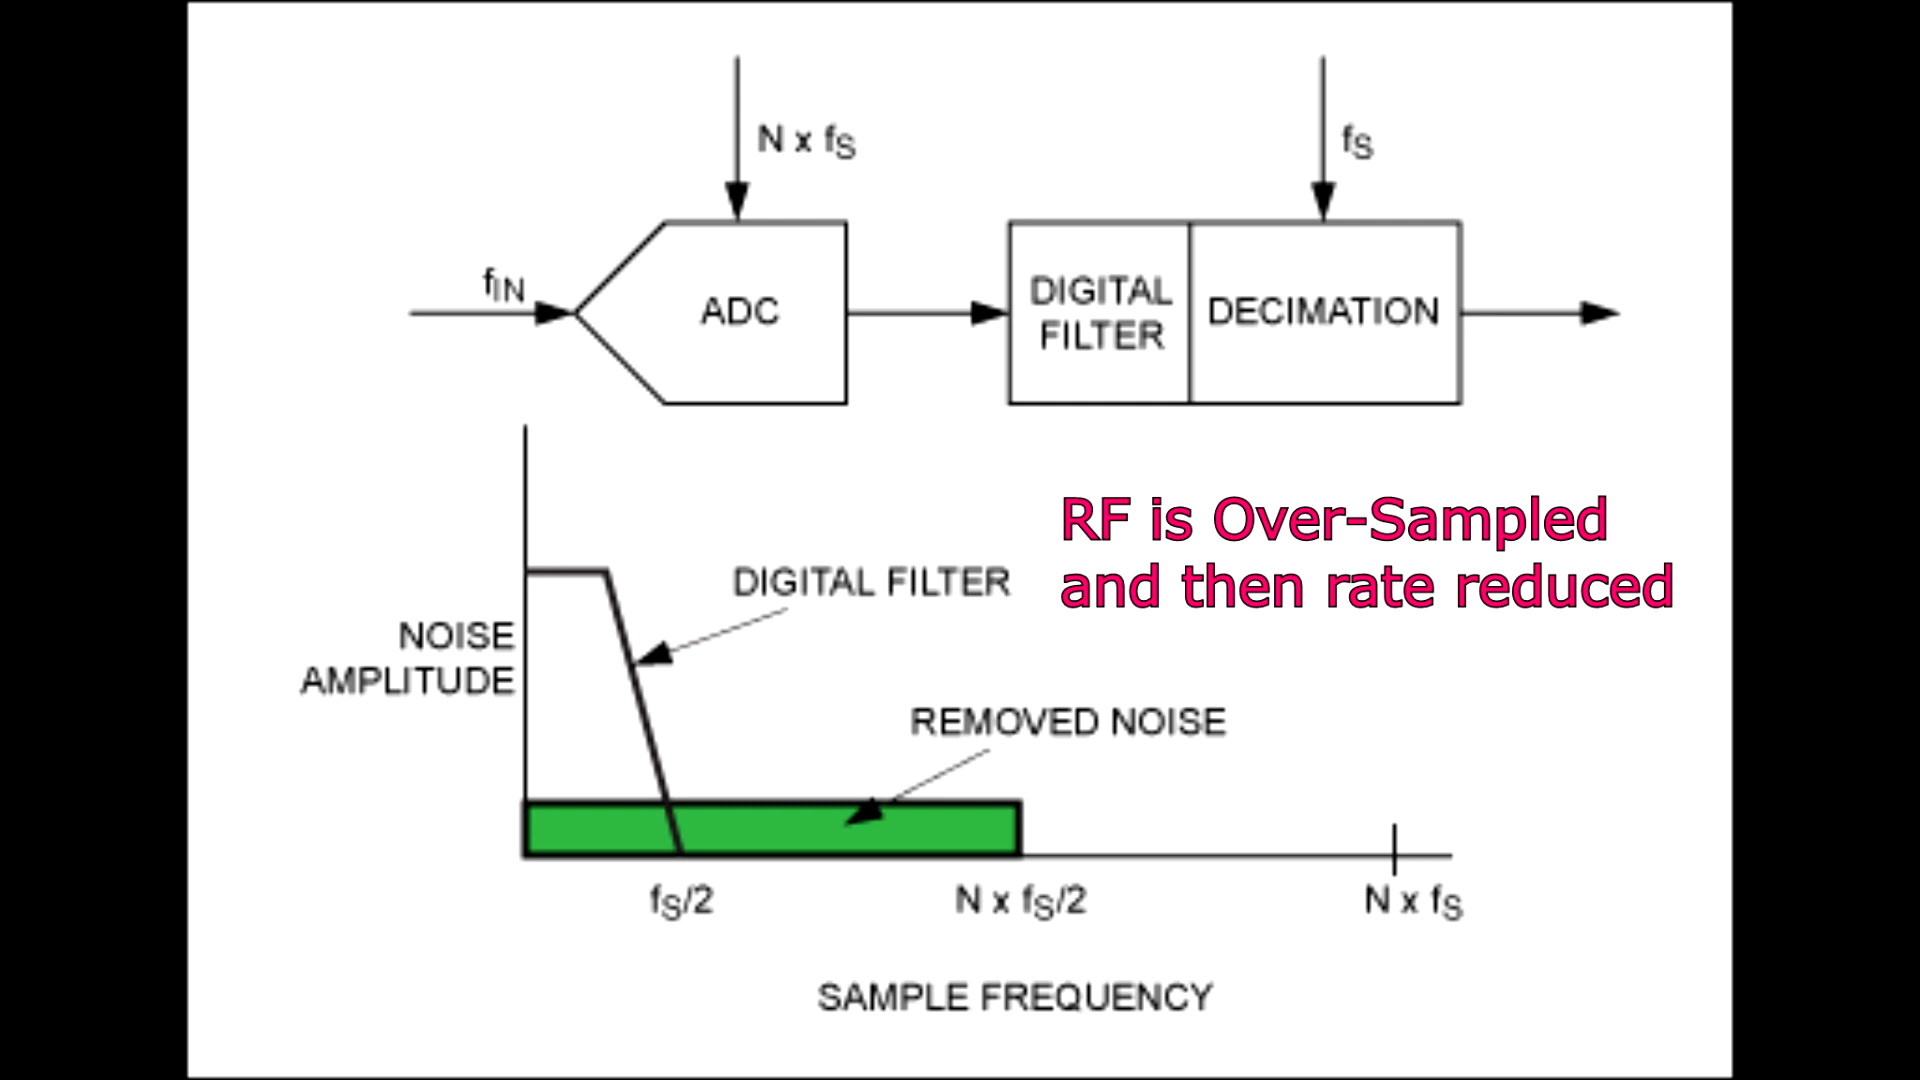 N x fS
fS
fIN
ADC
DIGITAL
FILTER
DECIMATION
RF is Over-Sampled
and then rate reduced
DIGITAL FILTER
NOISE
AMPLITUDE
REMOVED NOISE
fS/2
N x fS/2
N x fS
SAMPLE FREQUENCY